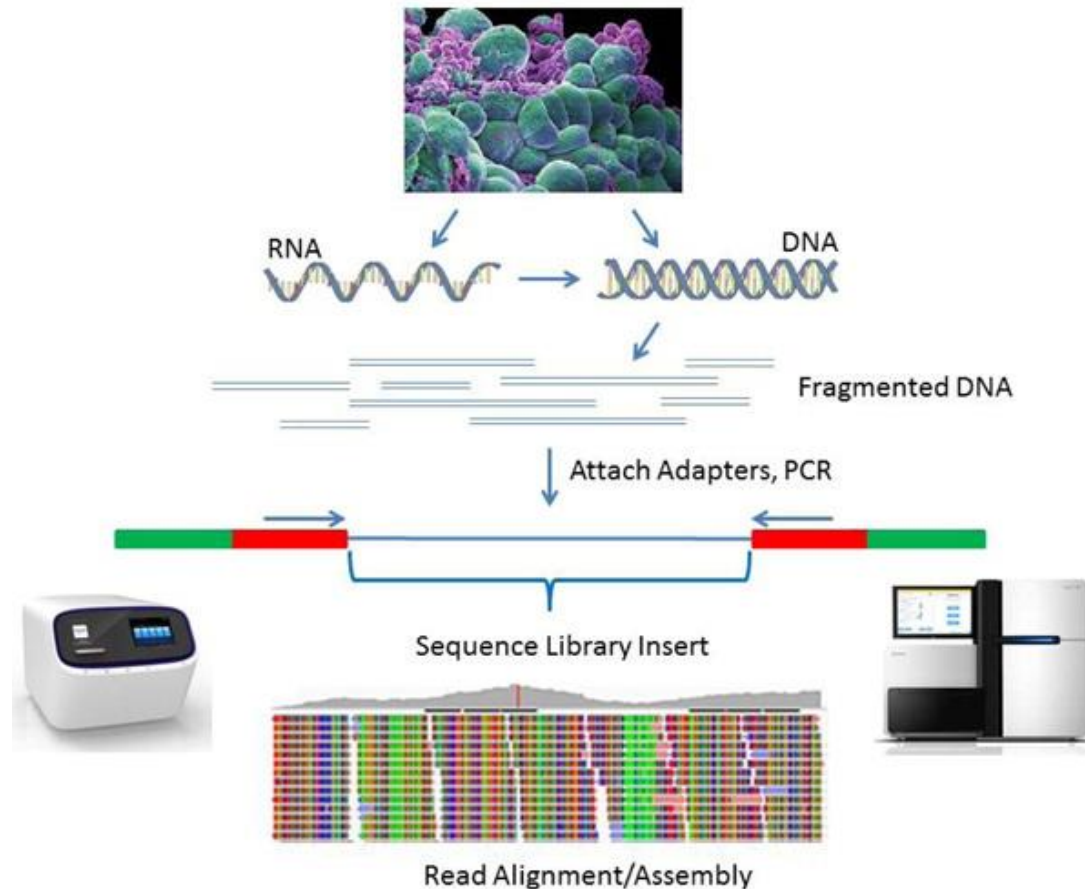 RNA
DNA
Fragmented DNA
Attach Adapters, PCR
Sequence Library Insert
Read Alignment/Assembly